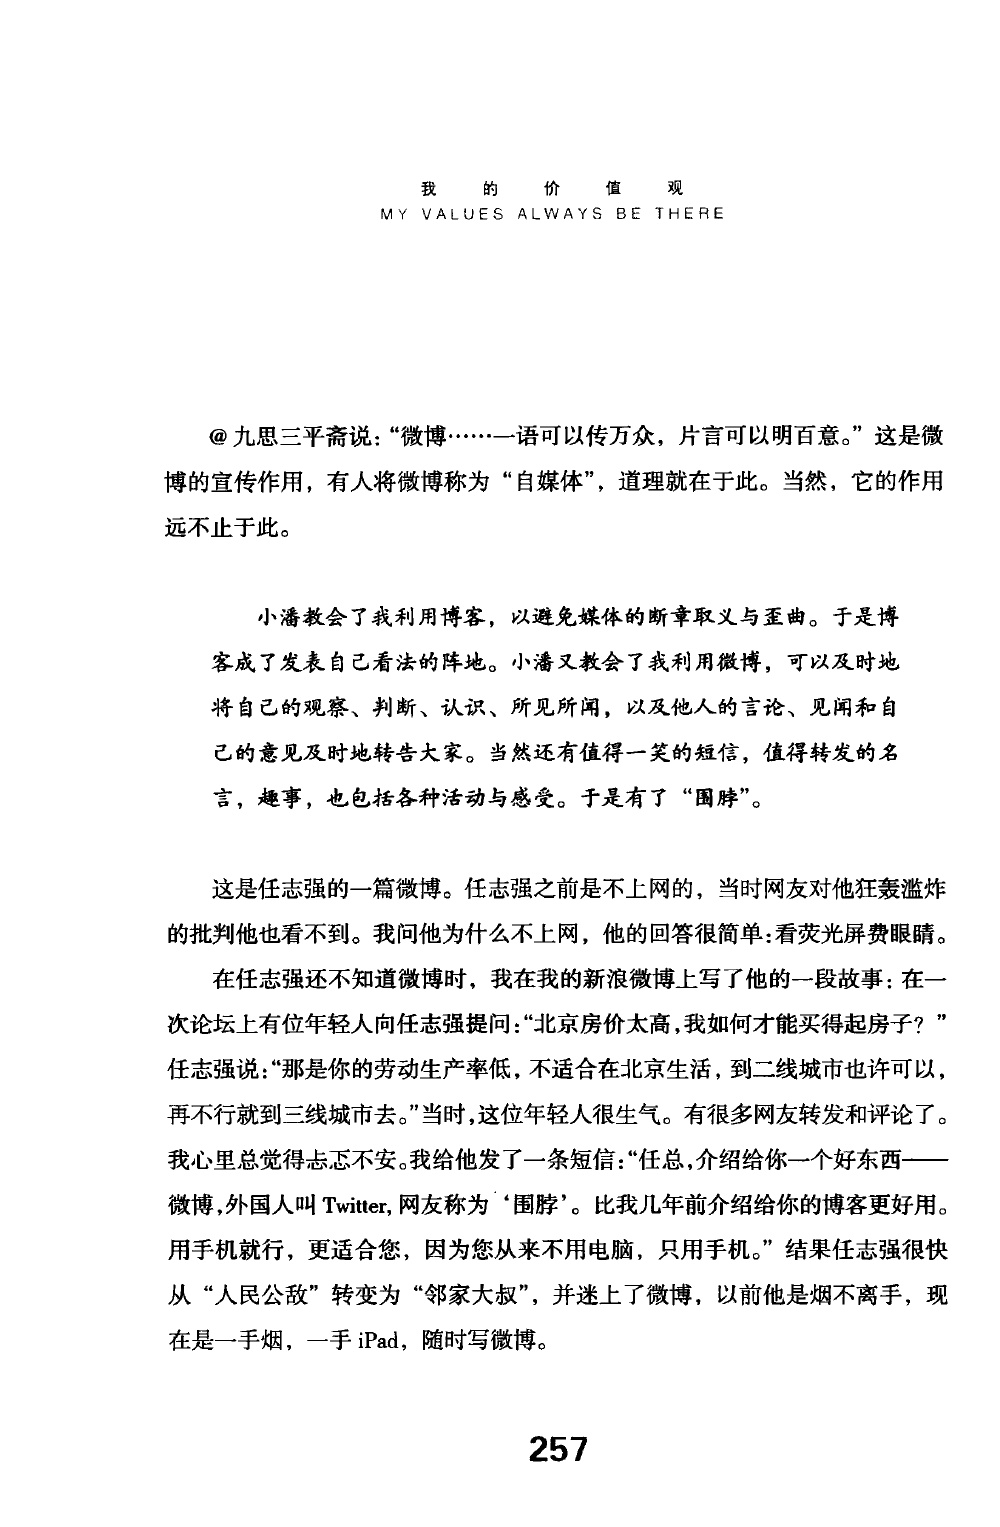 我的价值观
MY VALUES ALWAYS BE THERE
@九思三平斋说：“微博……一语可以传万众，片言可以明百意。”这是微
博的宣传作用，有人将微博称为“自媒体”，道理就在于此。当然，它的作用
远不止于此。
小潘教会了我利用博客，以避免媒体的断章取义与歪曲。于是博
客成了发表自己看法的阵地。小潘又教会了我利用微博，可以及时地
将自己的观察、判断、认识、所见所闻，以及他人的言论、见闻和自
己的意见及时地转告大家。当然还有值得一笑的短信，值得转发的名
言，趣事，也包括各种活动与感受。于是有了“围脖”。
这是任志强的一篇微博。任志强之前是不上网的，当时网友对他狂轰滥炸
的批判他也看不到。我问他为什么不上网，他的回答很简单：看荧光屏费眼睛。
在任志强还不知道微博时，我在我的新浪微博上写了他的一段故事：在一
次论坛上有位年轻人向任志强提问：“北京房价太高，我如何才能买得起房子？”
任志强说：“那是你的劳动生产率低，不适合在北京生活，到二线城市也许可以，
再不行就到三线城市去。”当时，这位年轻人很生气。有很多网友转发和评论了。
我心里总觉得忐忑不安。我给他发了一条短信：“任总，介绍给你一个好东西——
微博，外国人叫 Twitter，网友称为‘围脖’。比我几年前介绍给你的博客更好用。
用手机就行，更适合您，因为您从来不用电脑，只用手机。”结果任志强很快
从“人民公敌”转变为“邻家大叔”，并迷上了微博，以前他是烟不离手，现
在是一手烟，一手 iPad，随时写微博。
257